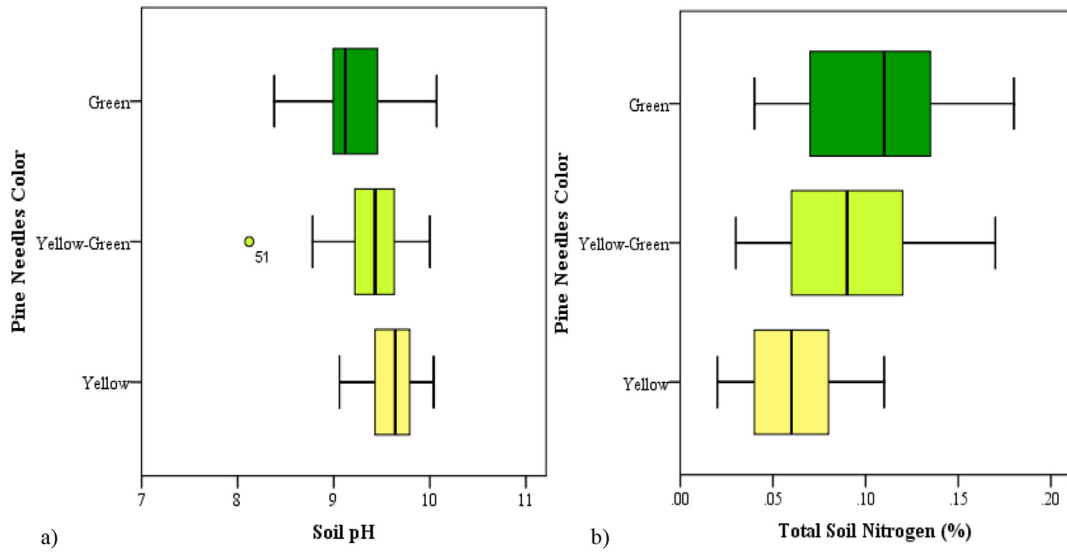 Pine Needles Color
Green
Yellow-Green
Yellow
51
7 8 9 10 11
Soil pH
a)
Pine Needles Color
Green
Yellow-Green
Yellow
.00 .05 .10 .15 .20
Total Soil Nitrogen (%)
b)